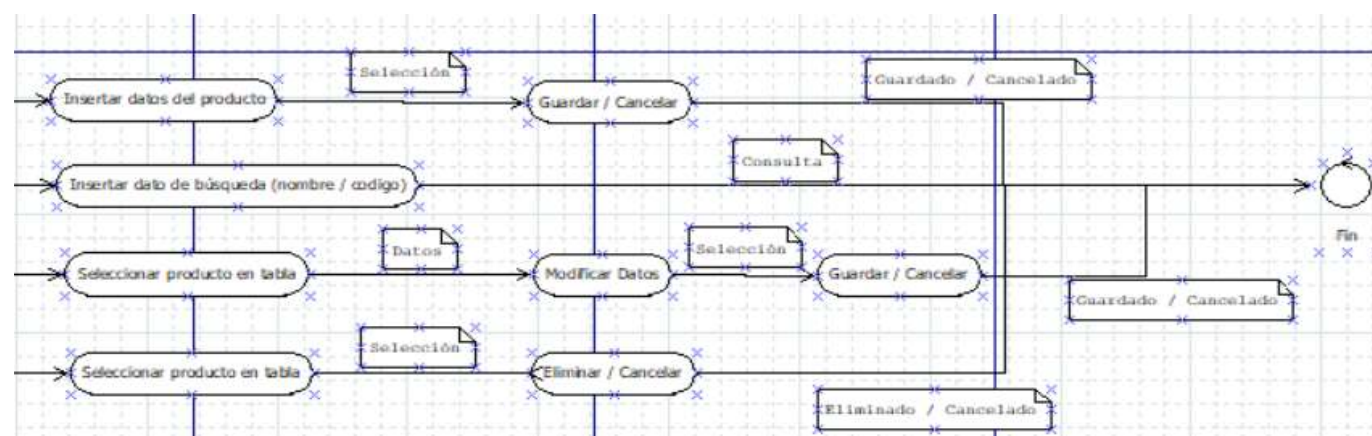 Selección
Guardado / Cancelado
Insertar datos del producto
Guardar / Cancelar
Consulta
Insertar dato de búsqueda (nombre / codigo)
Fin
Datos
Selección
Seleccionar producto en tabla
Modificar Datos
Guardar / Cancelar
Guardado / Cancelado
Selección
Seleccionar producto en tabla
Eliminar / Cancelar
Eliminado / Cancelado